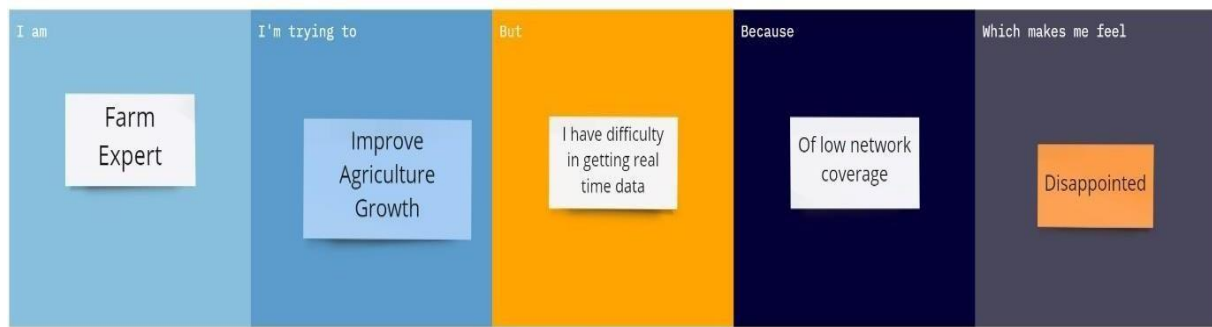 I am
Farm
Expert
I'm trying to
Improve
Agriculture
Growth
But
I have difficulty
in getting real
time data
Because
Of low network
coverage
Which makes me feel
Disappointed